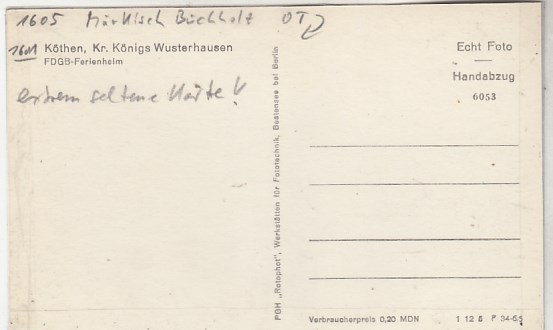 1605 Märkisch Buchholz OT
1601 Köthen, Kr. Königs Wusterhausen
FDGB-Ferienheim
extrem seltene Karte!
PGH „Rotophot", Werkstätten für Fototechnik, Bestensee bei Berlin
Echt Foto
Handabzug
6053
Verbraucherpreis 0,20 MDN
1 12 8 F 34-65